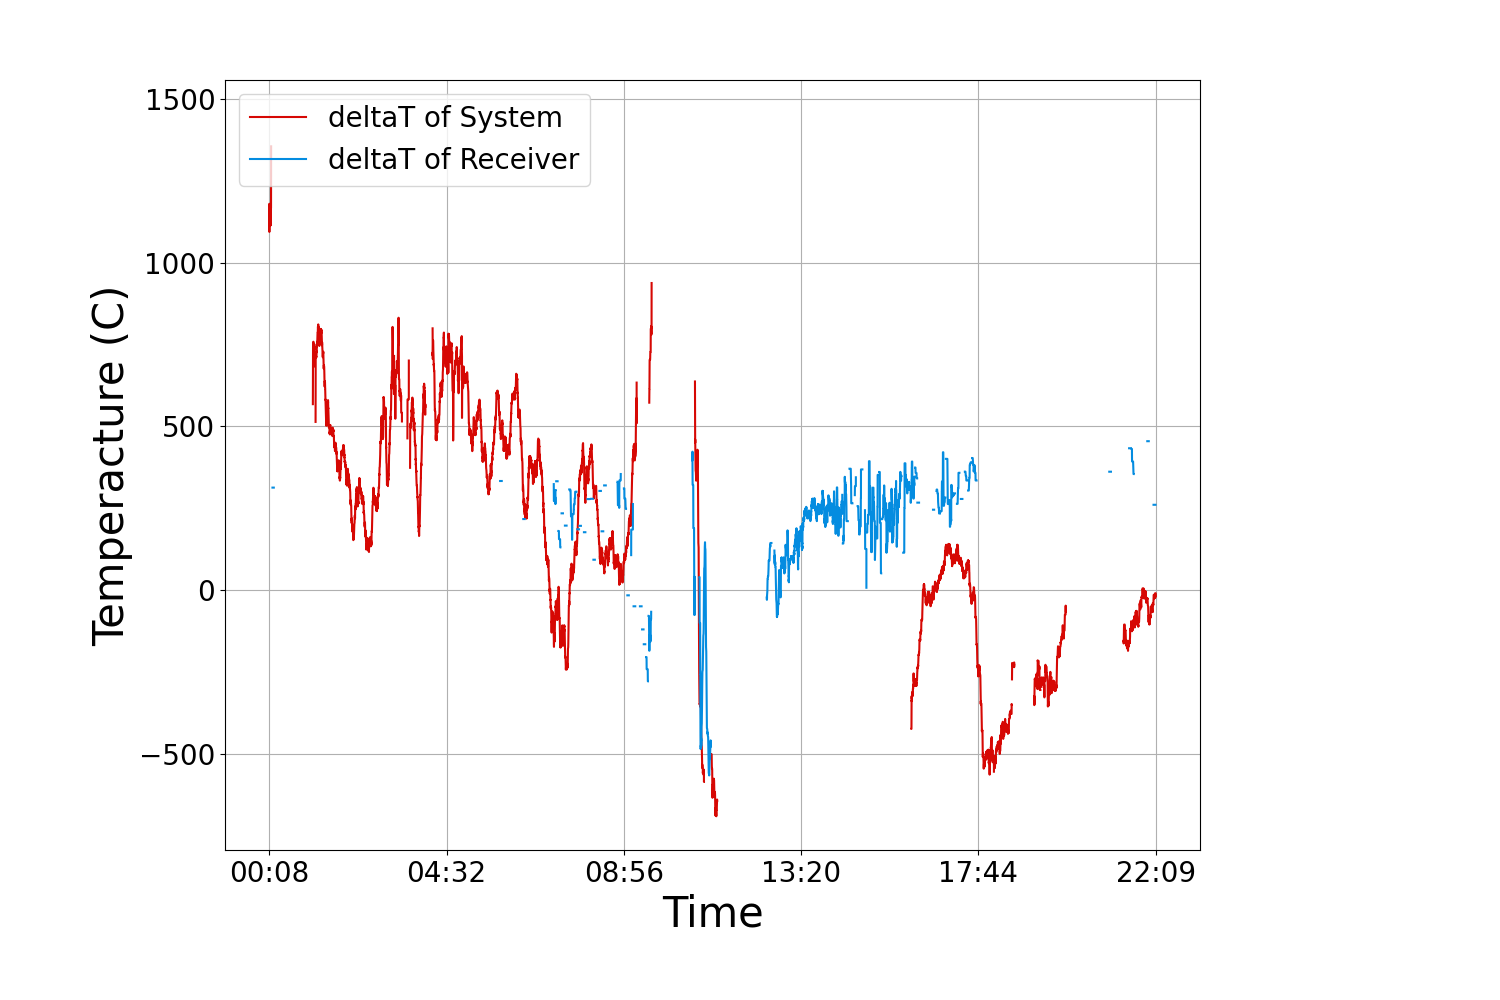 1500
1000
500
0
−500
deltaT of System
deltaT of Receiver
Temperacture (C)
00:08 04:32 08:56 13:20 17:44 22:09
Time